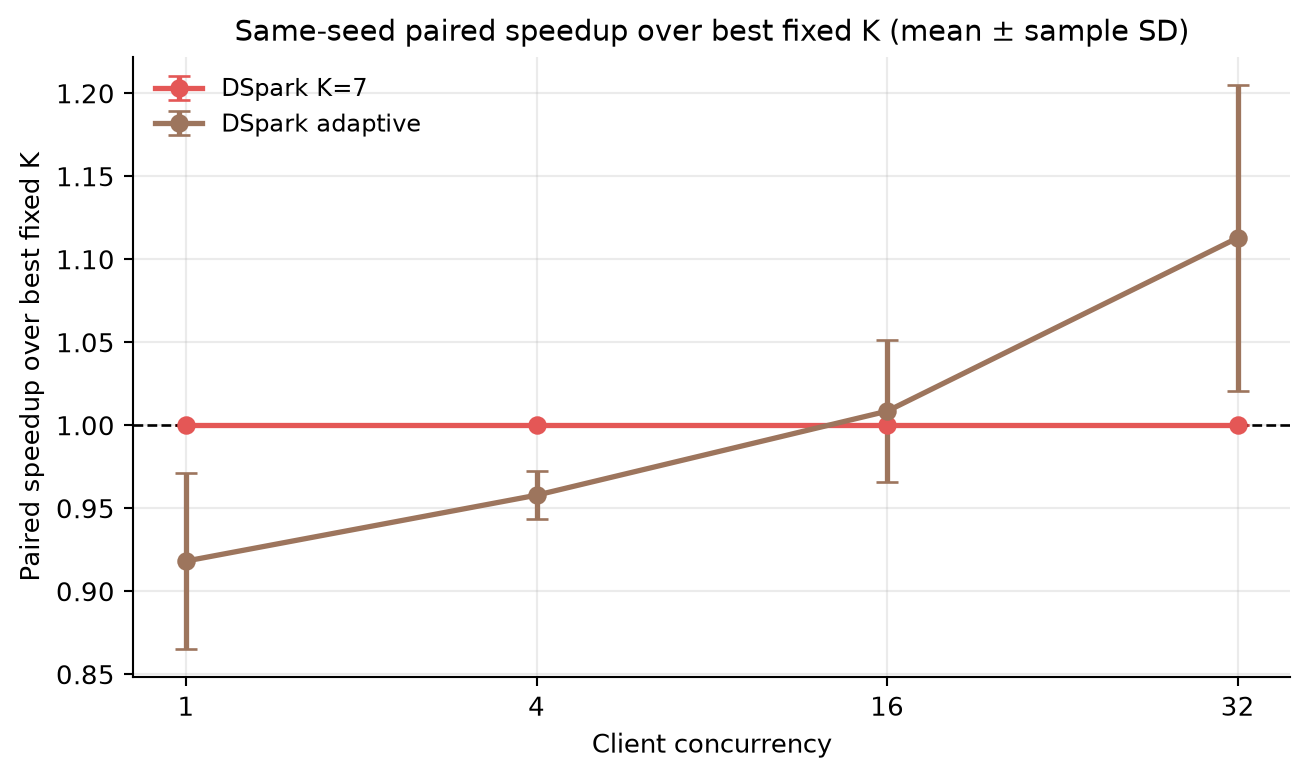 Same-seed paired speedup over best fixed K (mean ± sample SD)
DSpark K=7
DSpark adaptive
Paired speedup over best fixed K
1.20
1.15
1.10
1.05
1.00
0.95
0.90
0.85
1 4 16 32
Client concurrency